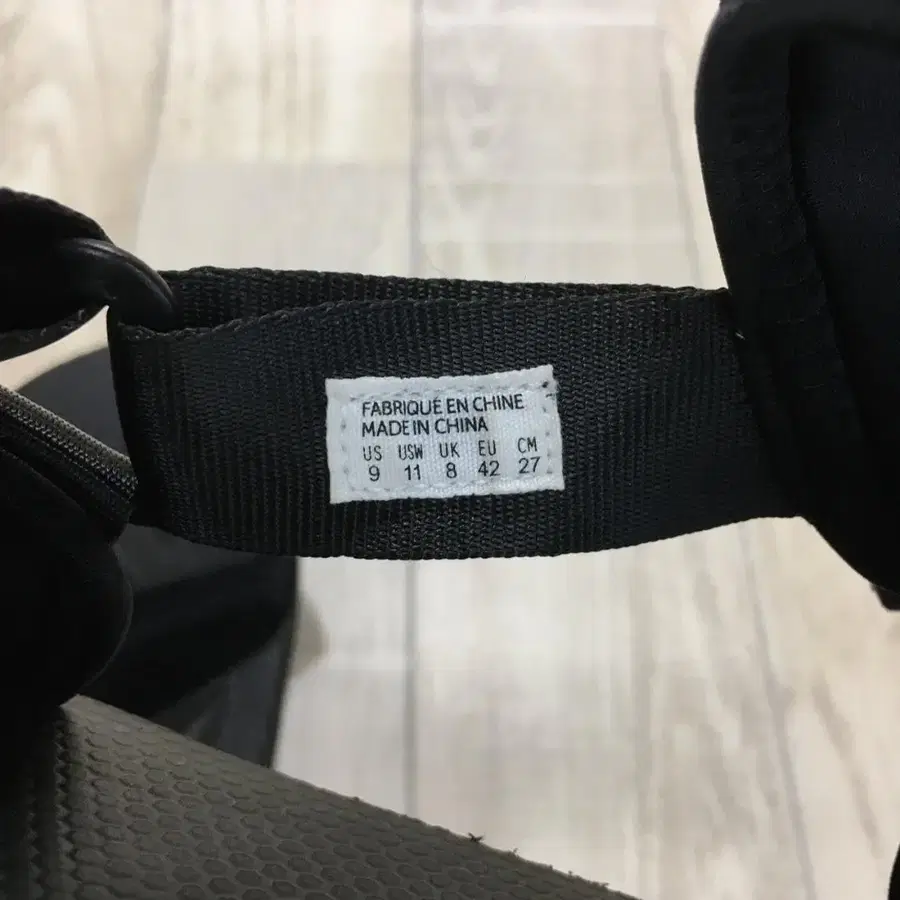 FABRIQUÉ EN CHINE
MADE IN CHINA
US USW UK EU CM
9 11 8 42 27